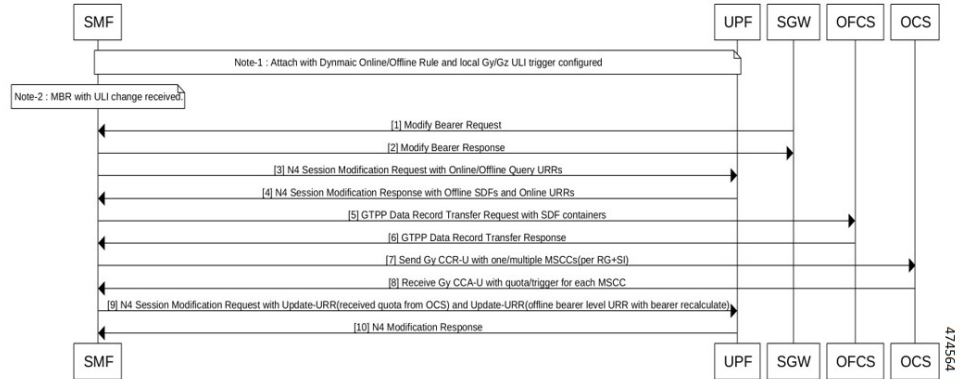 SMF UPF SGW OFCS OCS
Note-1 : Attach with Dynmaic Online/Offline Rule and local Gy/Gz ULI trigger configured
Note-2 : MBR with ULI change received.
[1] Modify Bearer Request
[2] Modify Bearer Response
[3] N4 Session Modification Request with Online/Offline Query URRs
[4] N4 Session Modification Response with Offline SDFs and Online URRs
[5] GTPP Data Record Transfer Request with SDF containers
[6] GTPP Data Record Transfer Response
[7] Send Gy CCR-U with one/multiple MSCCs(per RG+SI)
[8] Receive Gy CCA-U with quota/trigger for each MSCC
[9] N4 Session Modification Request with Update-URR(received quota from OCS) and Update-URR(offline bearer level URR with bearer recalculate)
[10] N4 Modification Response
SMF UPF SGW OFCS OCS
474564